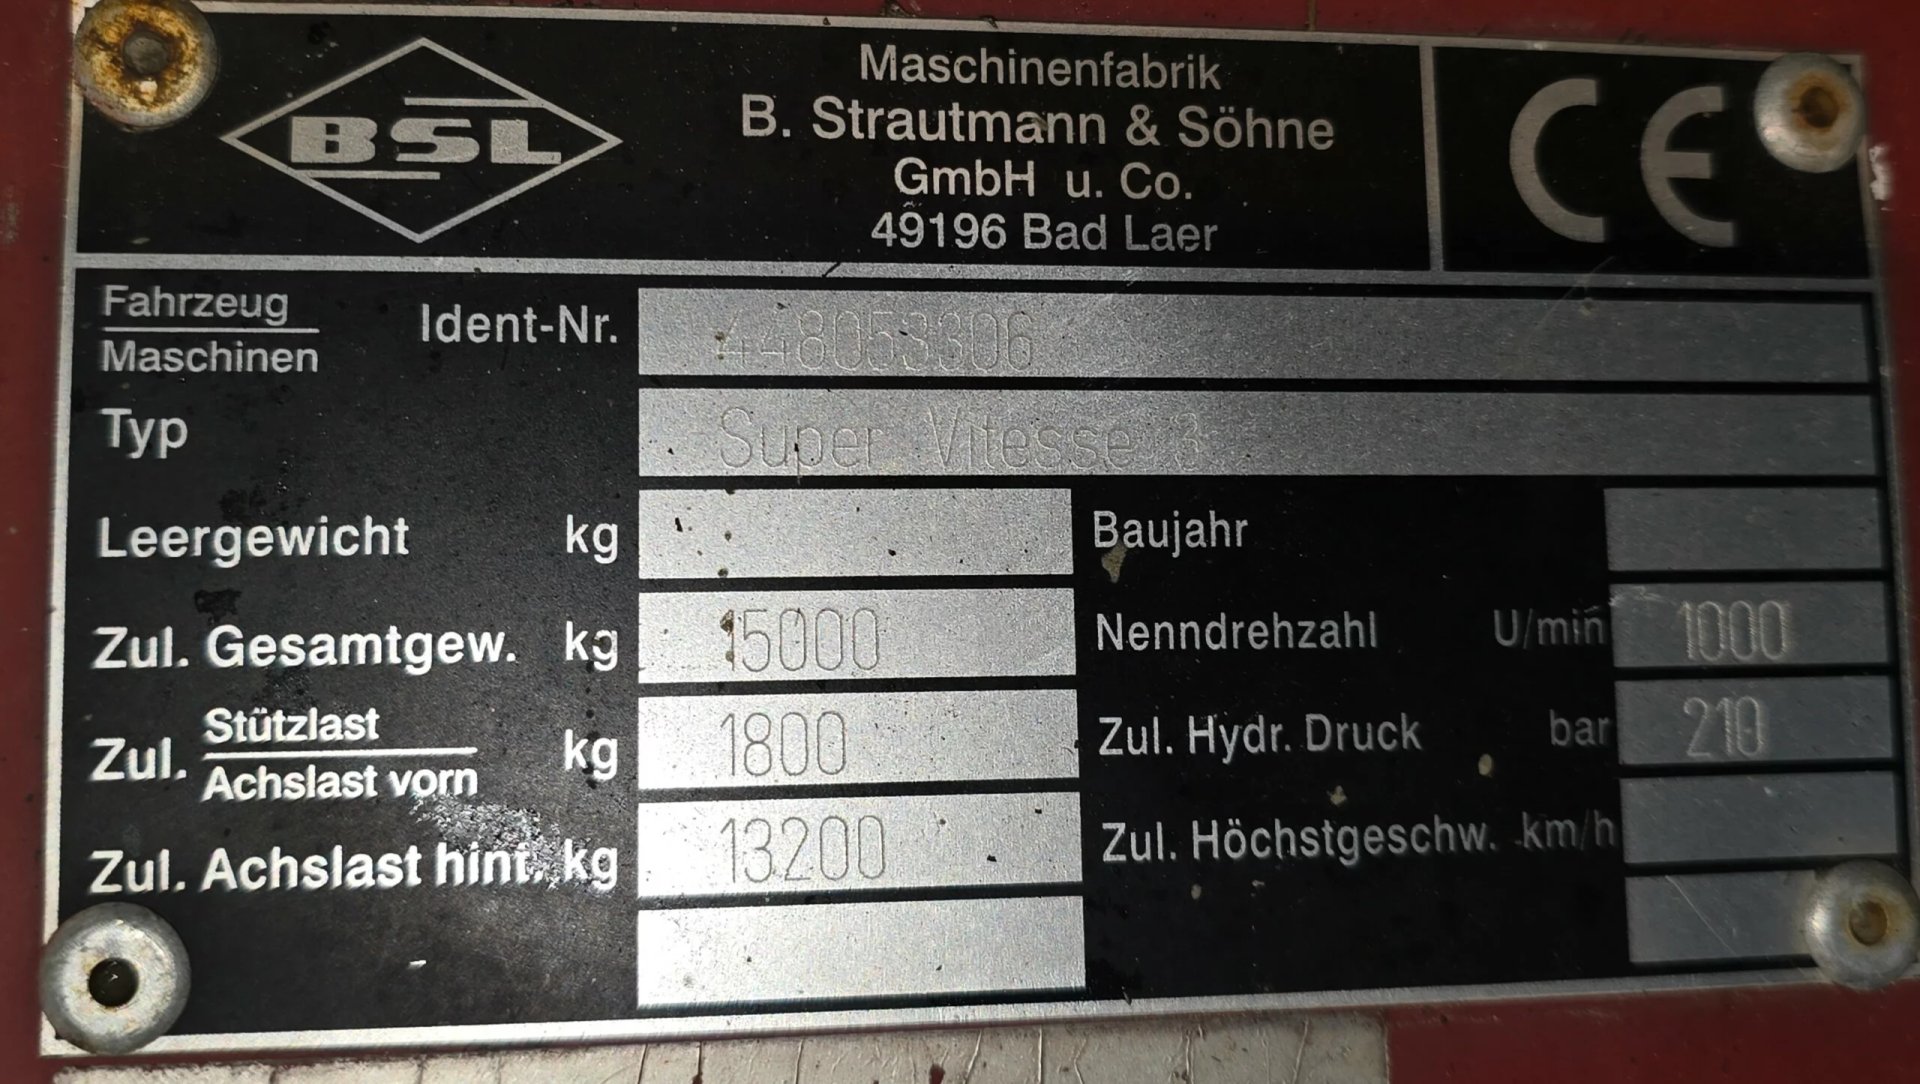 BSL
Maschinenfabrik
B. Strautmann & Söhne
GmbH u. Co.
49196 Bad Laer
CE
Fahrzeug
Maschinen
Ident-Nr.
448053306
Typ
Super Vitesse 3
Leergewicht kg
Baujahr
Zul. Gesamtgew. kg
15000
Nenndrehzahl U/min
1000
Zul. Stützlast
Achslast vorn kg
1800
Zul. Hydr. Druck bar
210
Zul. Achslast hint. kg
13200
Zul. Höchstgeschw. km/h